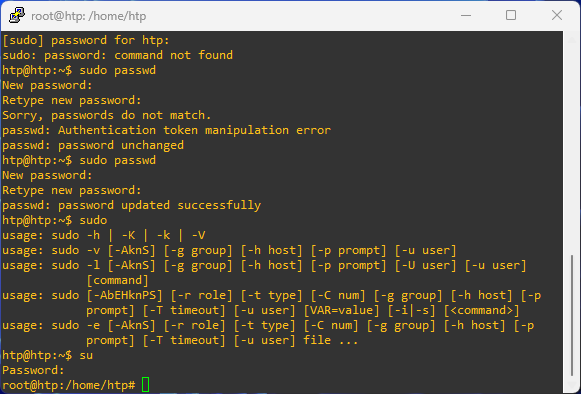 root@htp: /home/htp
[sudo] password for htp:
sudo: password: command not found
htp@htp:~$ sudo passwd
New password:
Retype new password:
Sorry, passwords do not match.
passwd: Authentication token manipulation error
passwd: password unchanged
htp@htp:~$ sudo passwd
New password:
Retype new password:
passwd: password updated successfully
htp@htp:~$ sudo
usage: sudo -h | -K | -k | -V
usage: sudo -v [-AknS] [-g group] [-h host] [-p prompt] [-u user]
usage: sudo -l [-AknS] [-g group] [-h host] [-p prompt] [-U user] [-u user]
            [command]
usage: sudo [-AbEHknPS] [-r role] [-t type] [-C num] [-g group] [-h host] [-p
            prompt] [-T timeout] [-u user] [VAR=value] [-i|-s] [<command>]
usage: sudo -e [-AknS] [-r role] [-t type] [-C num] [-g group] [-h host] [-p
            prompt] [-T timeout] [-u user] file ...
htp@htp:~$ su
Password:
root@htp:/home/htp#